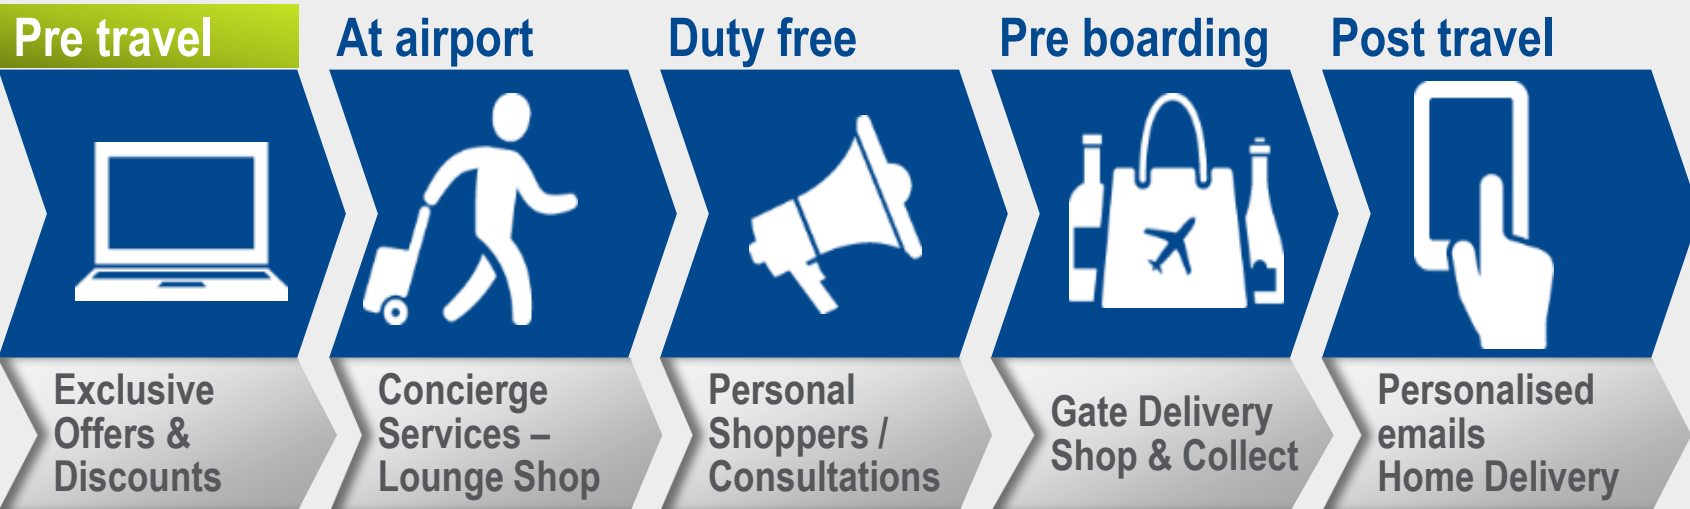 Pre travel
At airport
Duty free
Pre boarding
Post travel
Exclusive
Offers &
Discounts
Concierge
Services –
Lounge Shop
Personal
Shoppers /
Consultations
Gate Delivery
Shop & Collect
Personalised
emails
Home Delivery